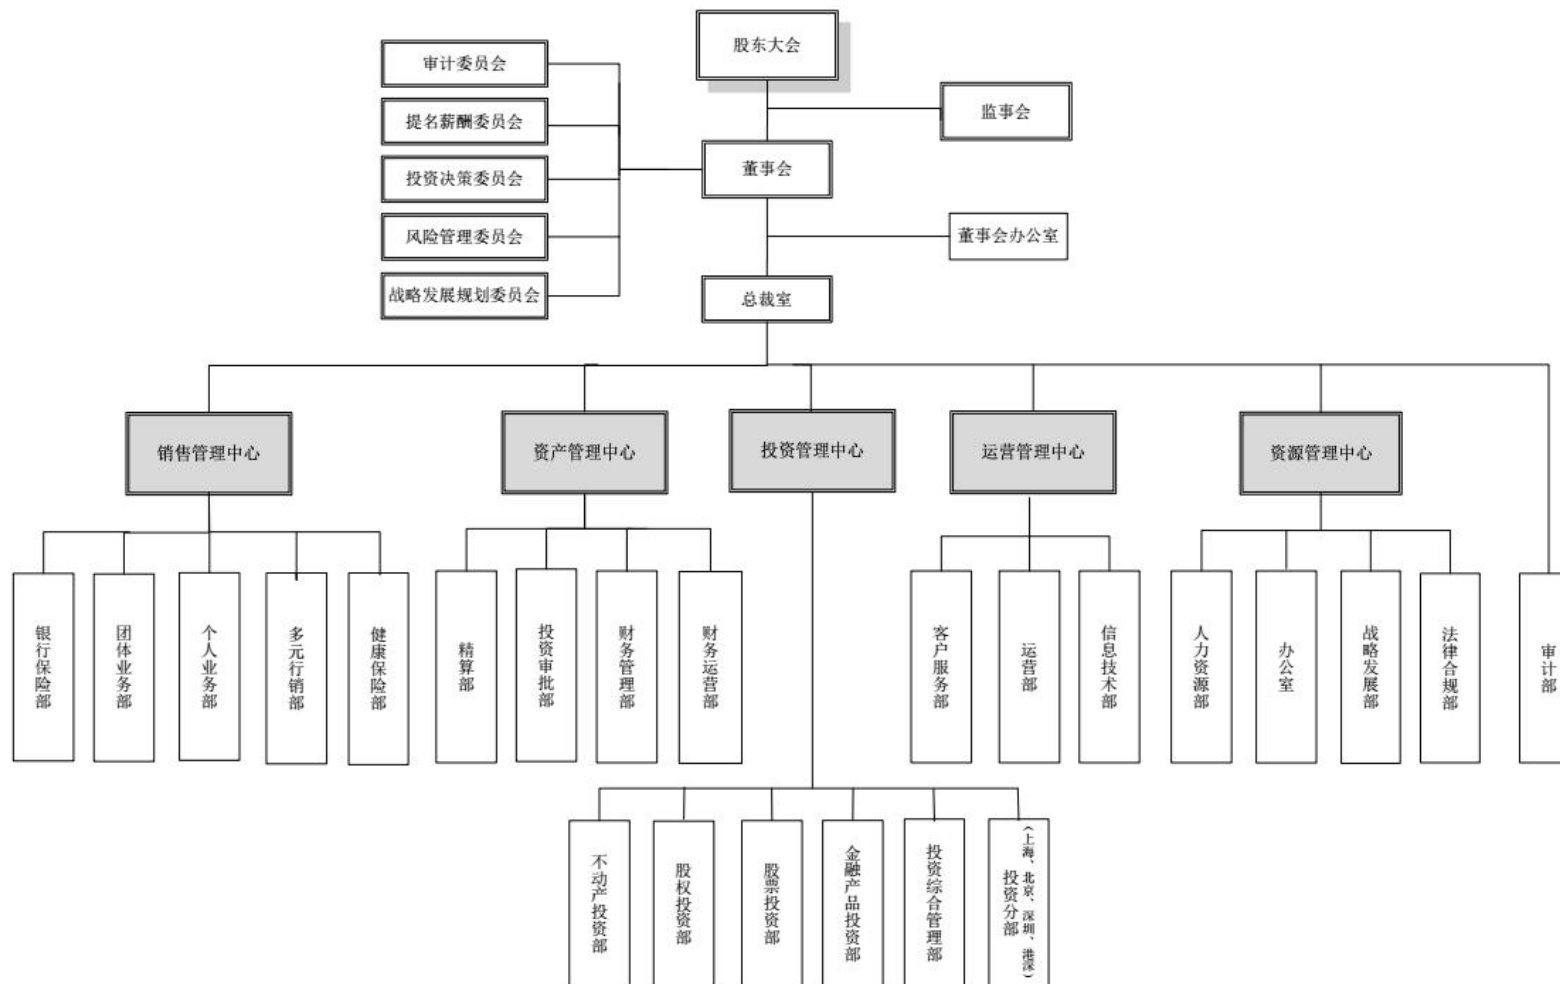 股东大会
审计委员会
提名薪酬委员会
投资决策委员会
风险管理委员会
战略发展规划委员会
监事会
董事会
董事会办公室
总裁室
销售管理中心
资产管理中心
投资管理中心
运营管理中心
资源管理中心
银行保险部
团体业务部
个人业务部
多元行销部
健康保险部
精算部
投资审批部
财务管理部
财务运营部
客户服务部
运营部
信息技术部
人力资源部
办公室
战略发展部
法律合规部
审计部
不动产投资部
股权投资部
股票投资部
金融产品投资部
投资综合管理部
投资分部
(上海、北京、深圳、港深)